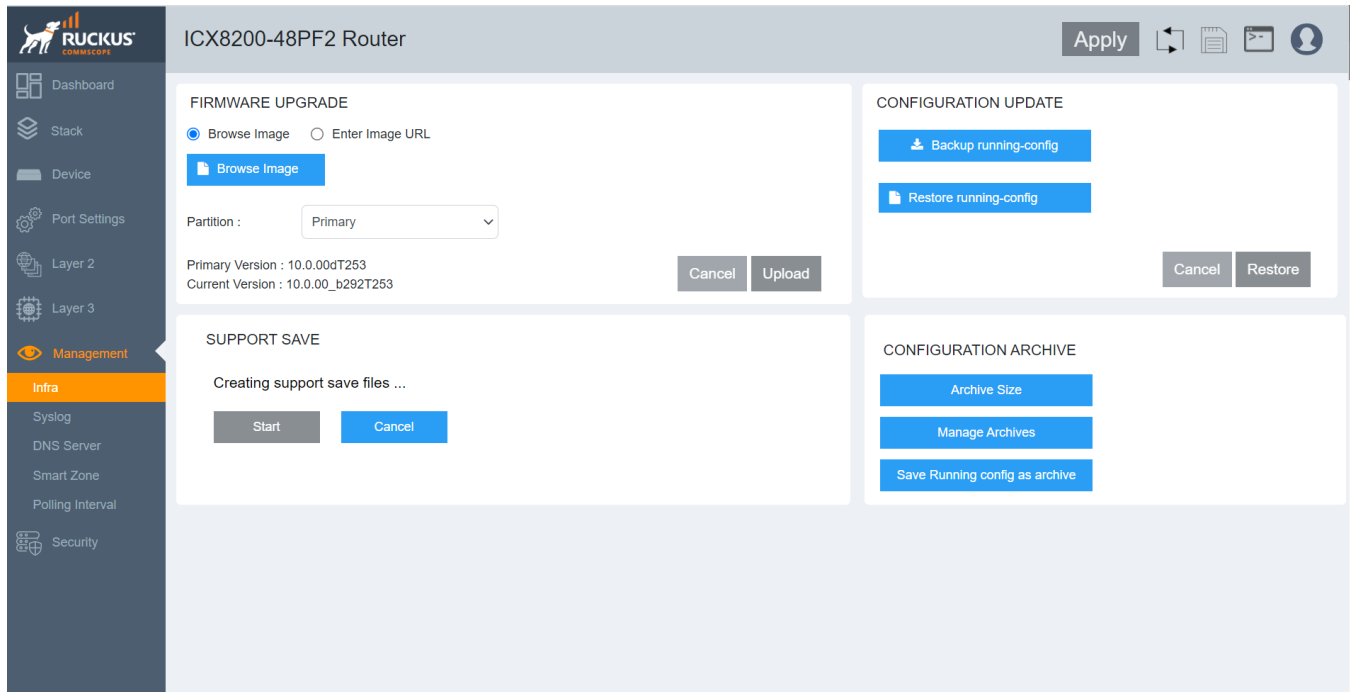 RUCKUS
COMMSCOPE
ICX8200-48PF2 Router
Apply
Dashboard
Stack
Device
Port Settings
Layer 2
Layer 3
Management
Infra
Syslog
DNS Server
Smart Zone
Polling Interval
Security
FIRMWARE UPGRADE
Browse Image
Enter Image URL
Browse Image
Partition :
Primary
Primary Version : 10.0.00dT253
Current Version : 10.0.00_b292T253
Cancel
Upload
CONFIGURATION UPDATE
Backup running-config
Restore running-config
Cancel
Restore
SUPPORT SAVE
Creating support save files ...
Start
Cancel
CONFIGURATION ARCHIVE
Archive Size
Manage Archives
Save Running config as archive